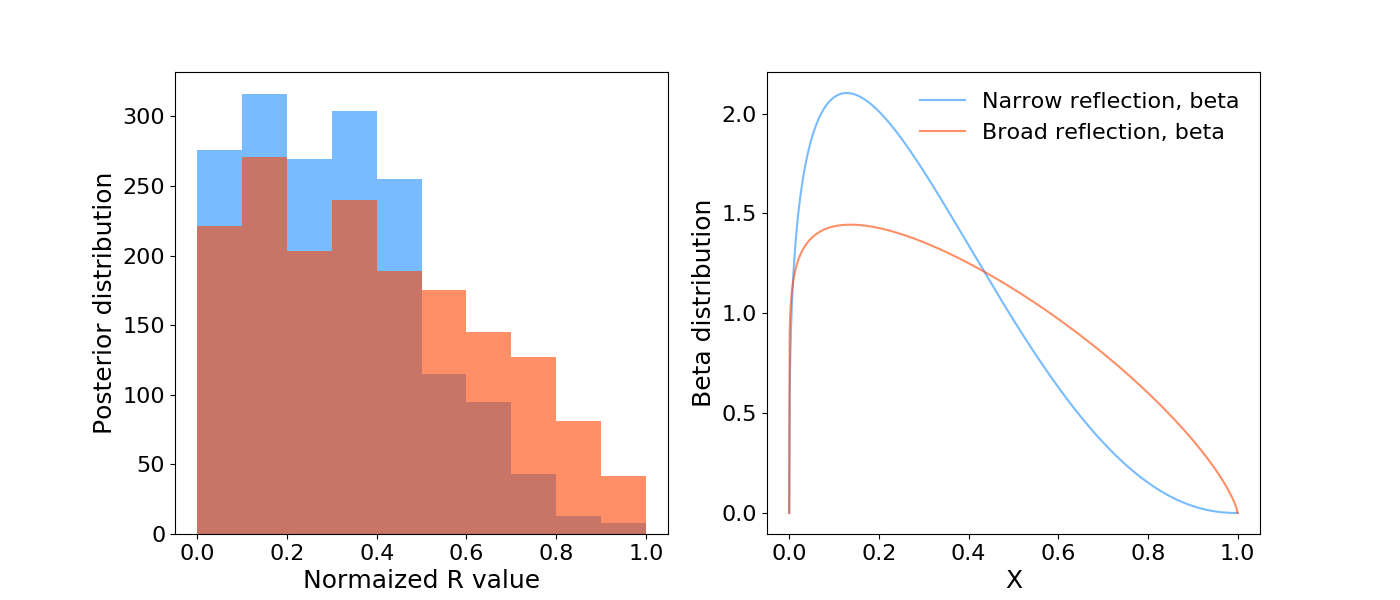 Posterior distribution
300
250
200
150
100
50
0
0.0 0.2 0.4 0.6 0.8 1.0
Normaized R value
Beta distribution
2.0
1.5
1.0
0.5
0.0
Narrow reflection, beta
Broad reflection, beta
0.0 0.2 0.4 0.6 0.8 1.0
X